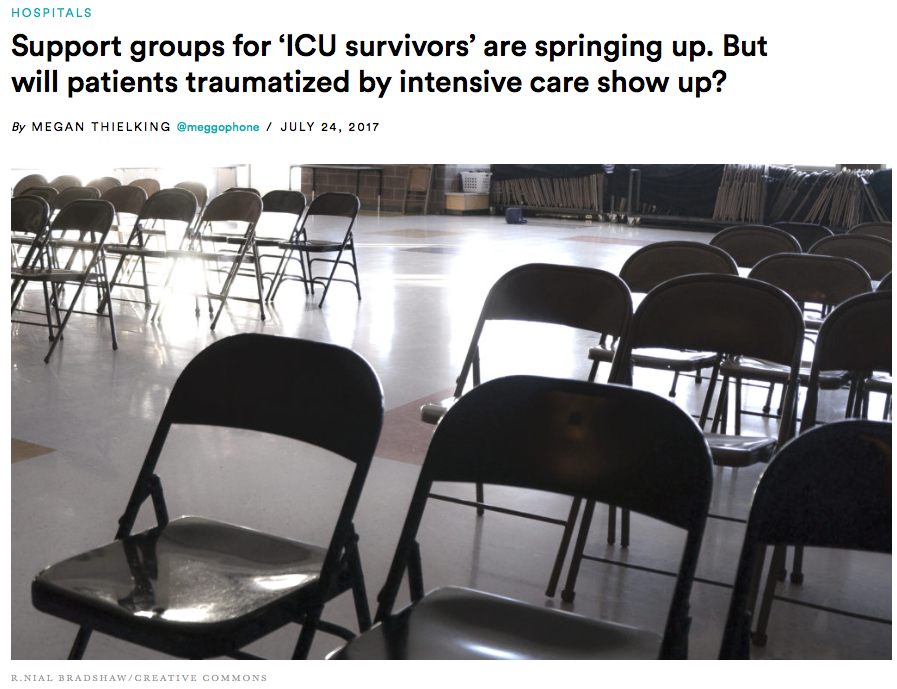 HOSPITALS
Support groups for ‘ICU survivors’ are springing up. But
will patients traumatized by intensive care show up?
By MEGAN THIELKING @meggophone / JULY 24, 2017
R.NIAL BRADSHAW/CREATIVE COMMONS